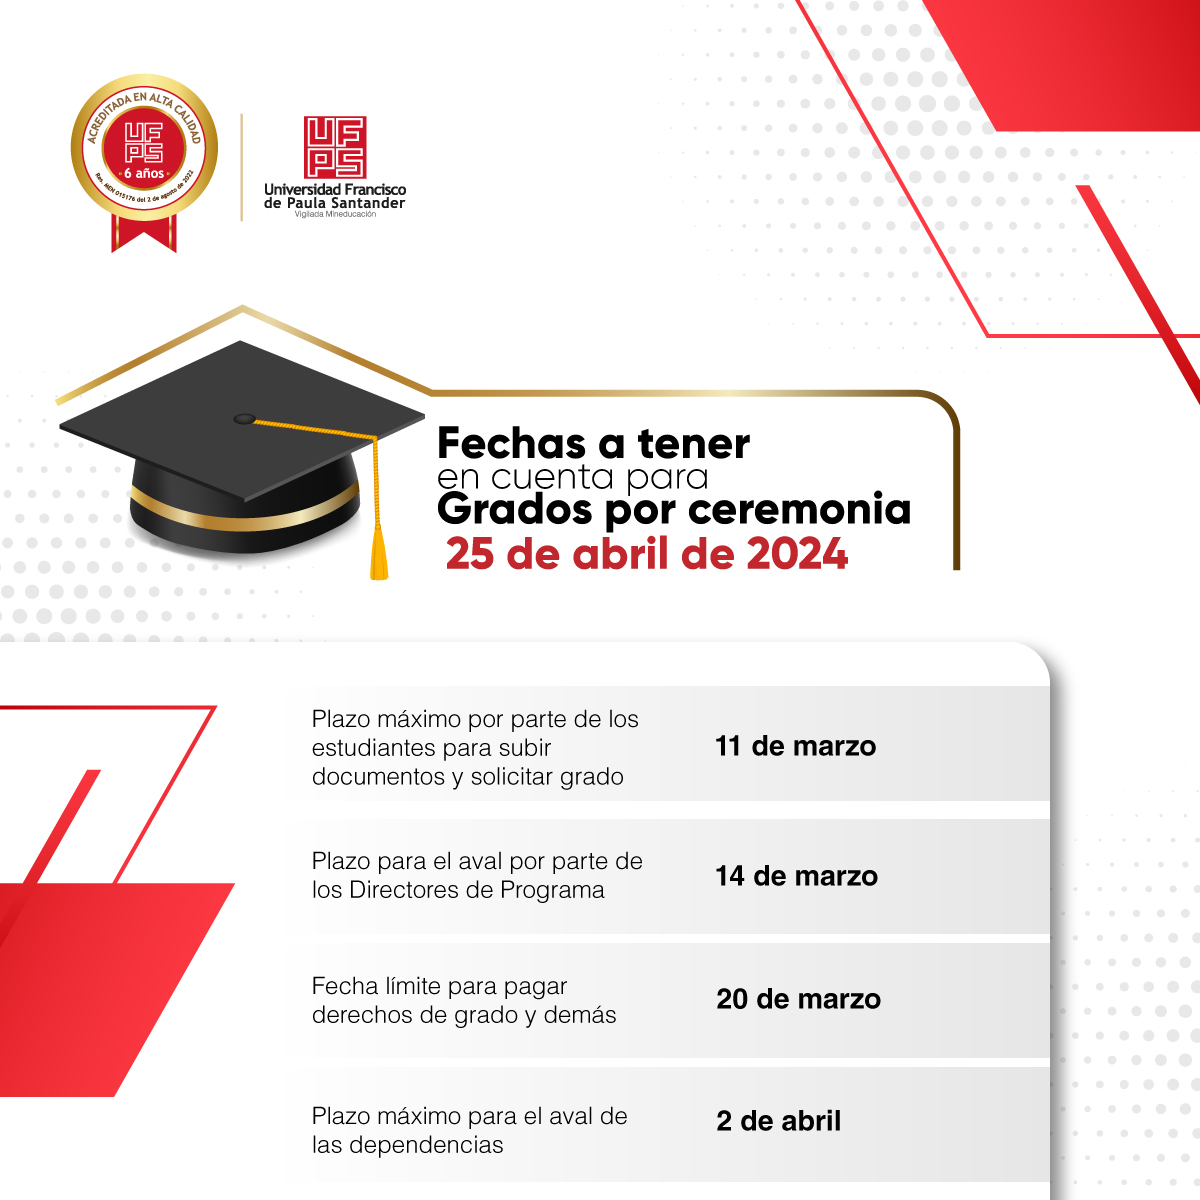 ACREDITADA EN ALTA CALIDAD
UFPS
6 años
Res. MEN 015176 del 2 de agosto de 2022
UFPS
Universidad Francisco
de Paula Santander
Vigilada Mineducación
Fechas a tener
en cuenta para
Grados por ceremonia
25 de abril de 2024
Plazo máximo por parte de los
estudiantes para subir
documentos y solicitar grado
11 de marzo
Plazo para el aval por parte de
los Directores de Programa
14 de marzo
Fecha límite para pagar
derechos de grado y demás
20 de marzo
Plazo máximo para el aval de
las dependencias
2 de abril